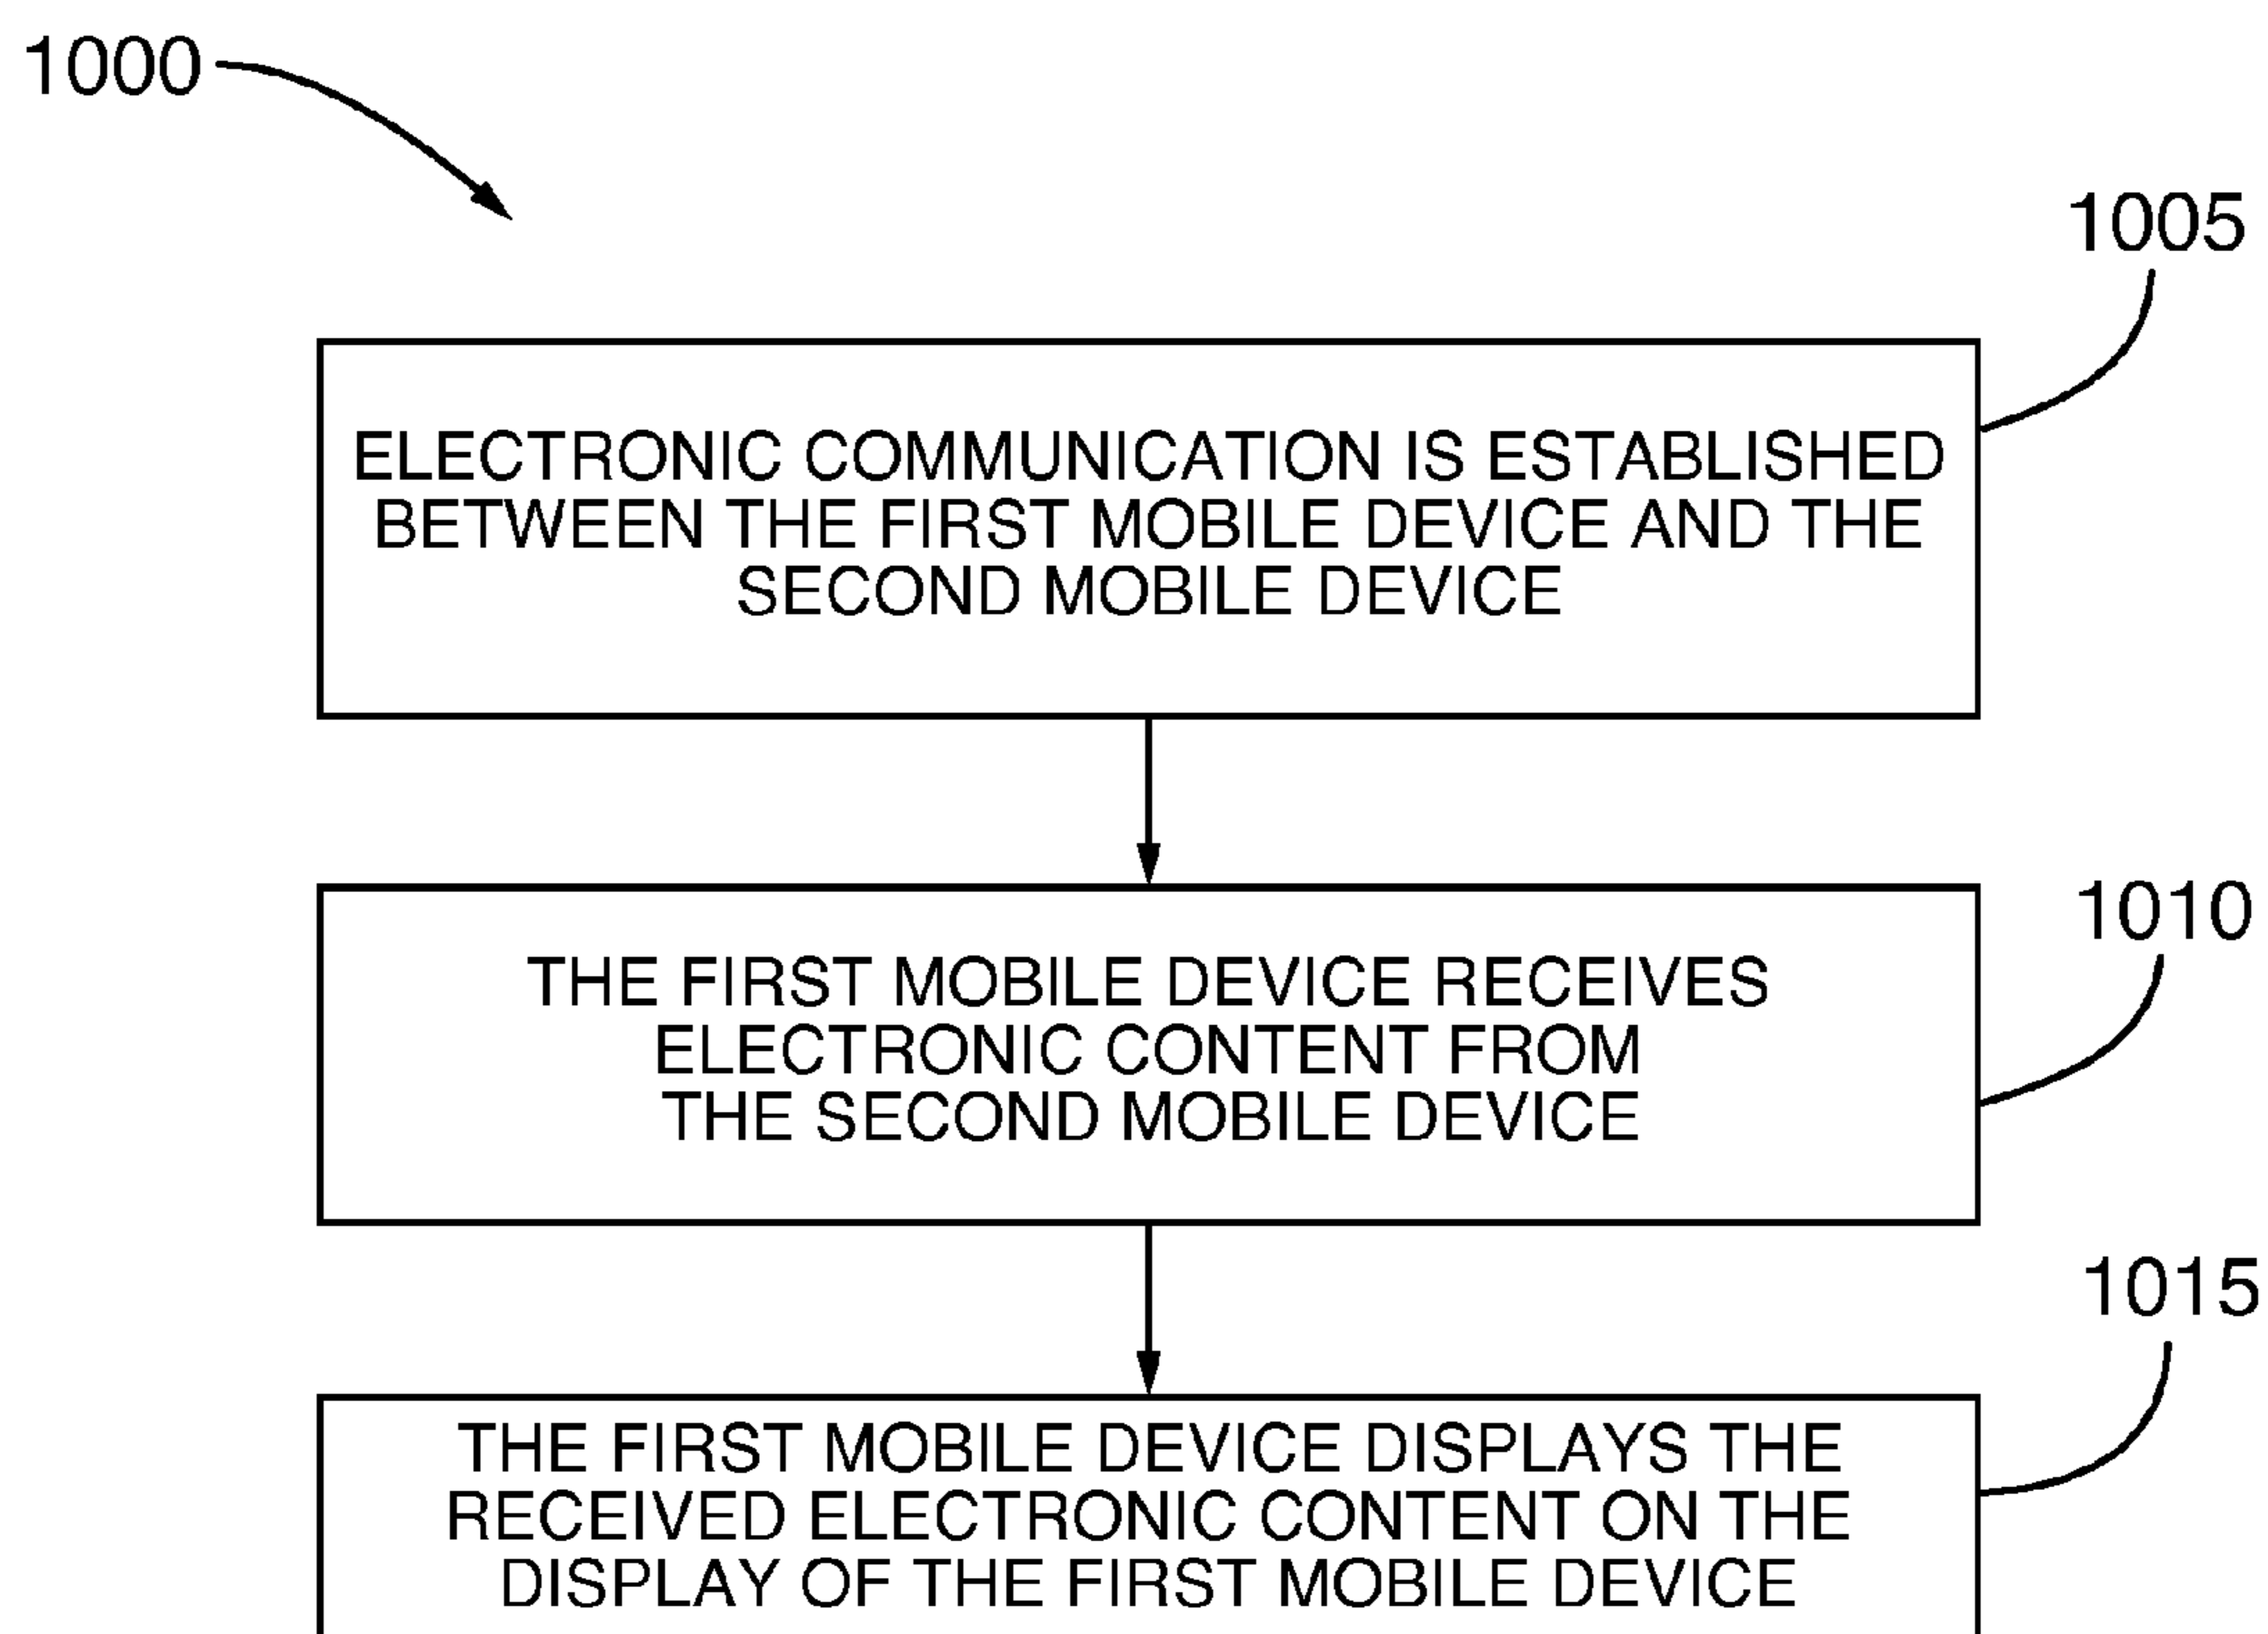 1000
1005
ELECTRONIC COMMUNICATION IS ESTABLISHED
BETWEEN THE FIRST MOBILE DEVICE AND THE
SECOND MOBILE DEVICE
1010
THE FIRST MOBILE DEVICE RECEIVES
ELECTRONIC CONTENT FROM
THE SECOND MOBILE DEVICE
1015
THE FIRST MOBILE DEVICE DISPLAYS THE
RECEIVED ELECTRONIC CONTENT ON THE
DISPLAY OF THE FIRST MOBILE DEVICE